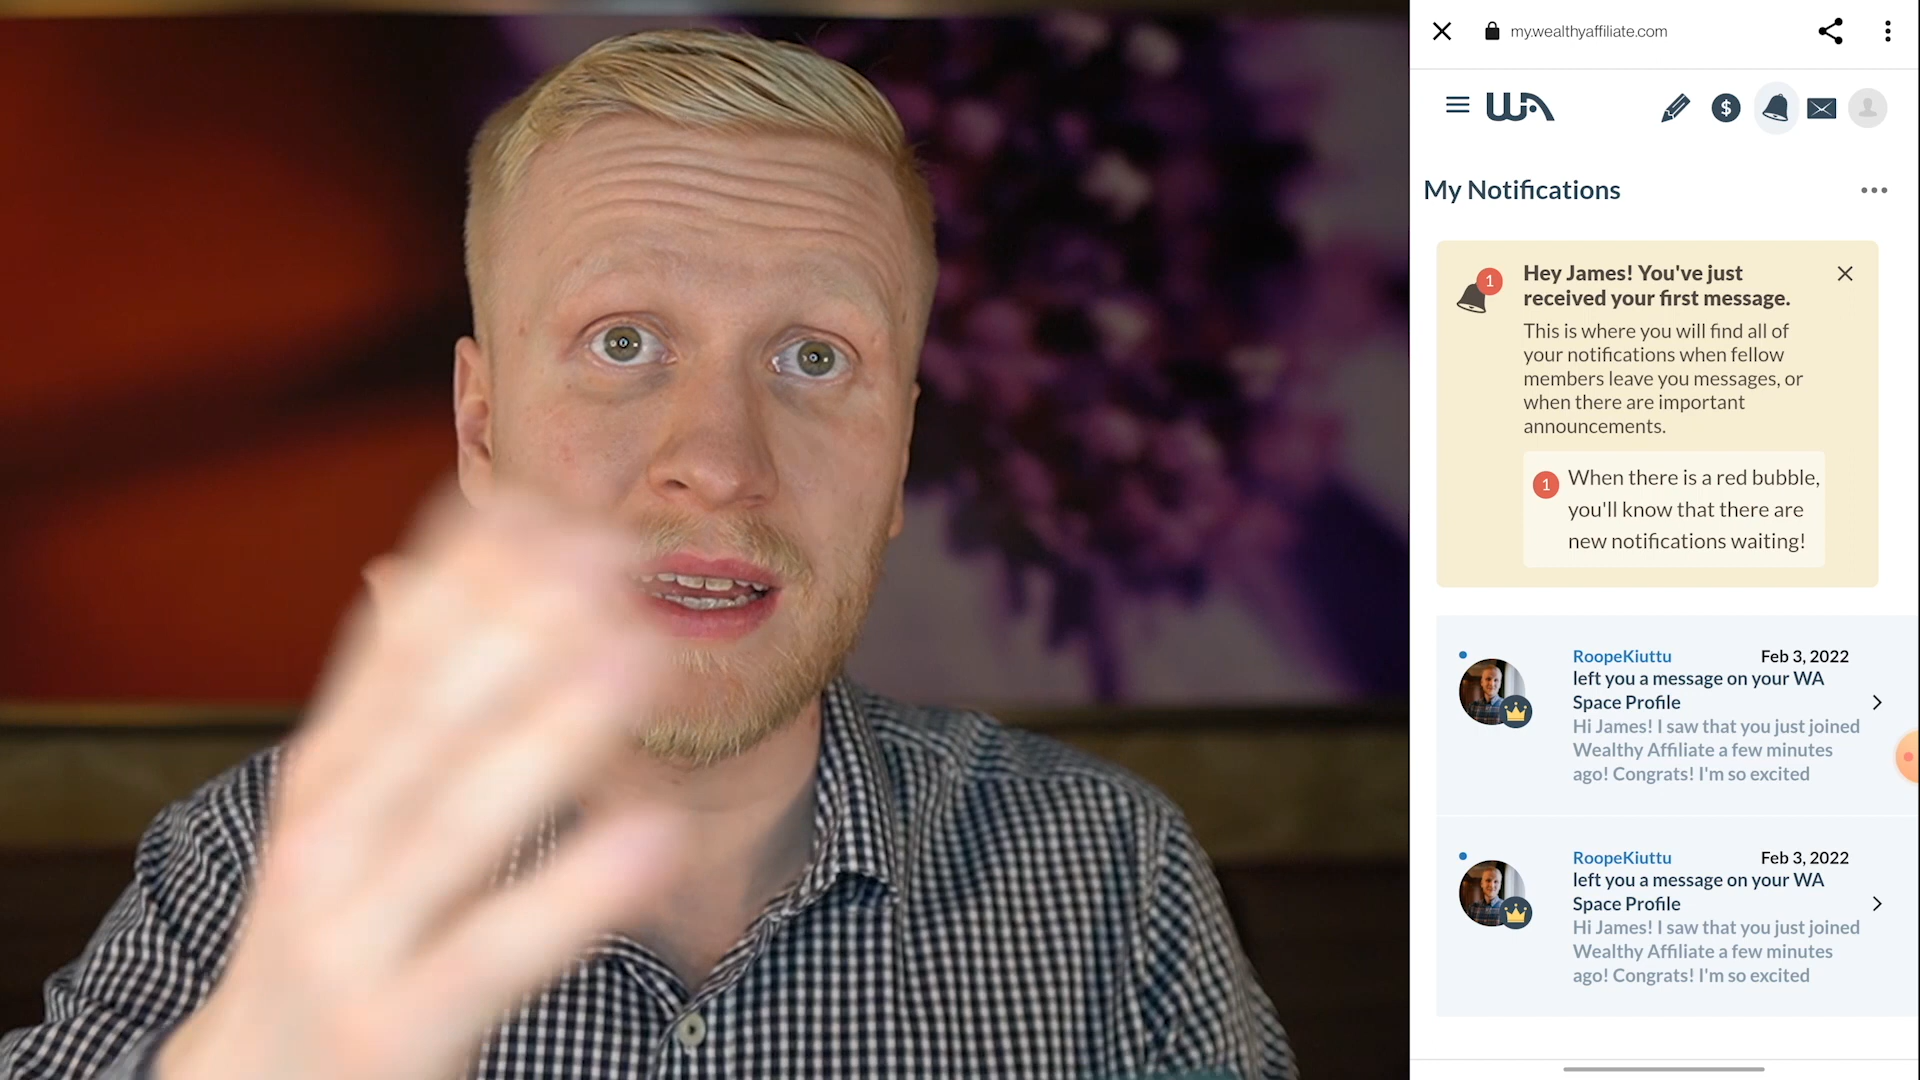 my.wealthyaffiliate.com
WA
$
My Notifications
1
Hey James! You've just
received your first message.
This is where you will find all of
your notifications when fellow
members leave you messages, or
when there are important
announcements.
1
When there is a red bubble,
you'll know that there are
new notifications waiting!
RoopeKiuttu Feb 3, 2022
left you a message on your WA
Space Profile
Hi James! I saw that you just joined
Wealthy Affiliate a few minutes
ago! Congrats! I'm so excited
RoopeKiuttu Feb 3, 2022
left you a message on your WA
Space Profile
Hi James! I saw that you just joined
Wealthy Affiliate a few minutes
ago! Congrats! I'm so excited